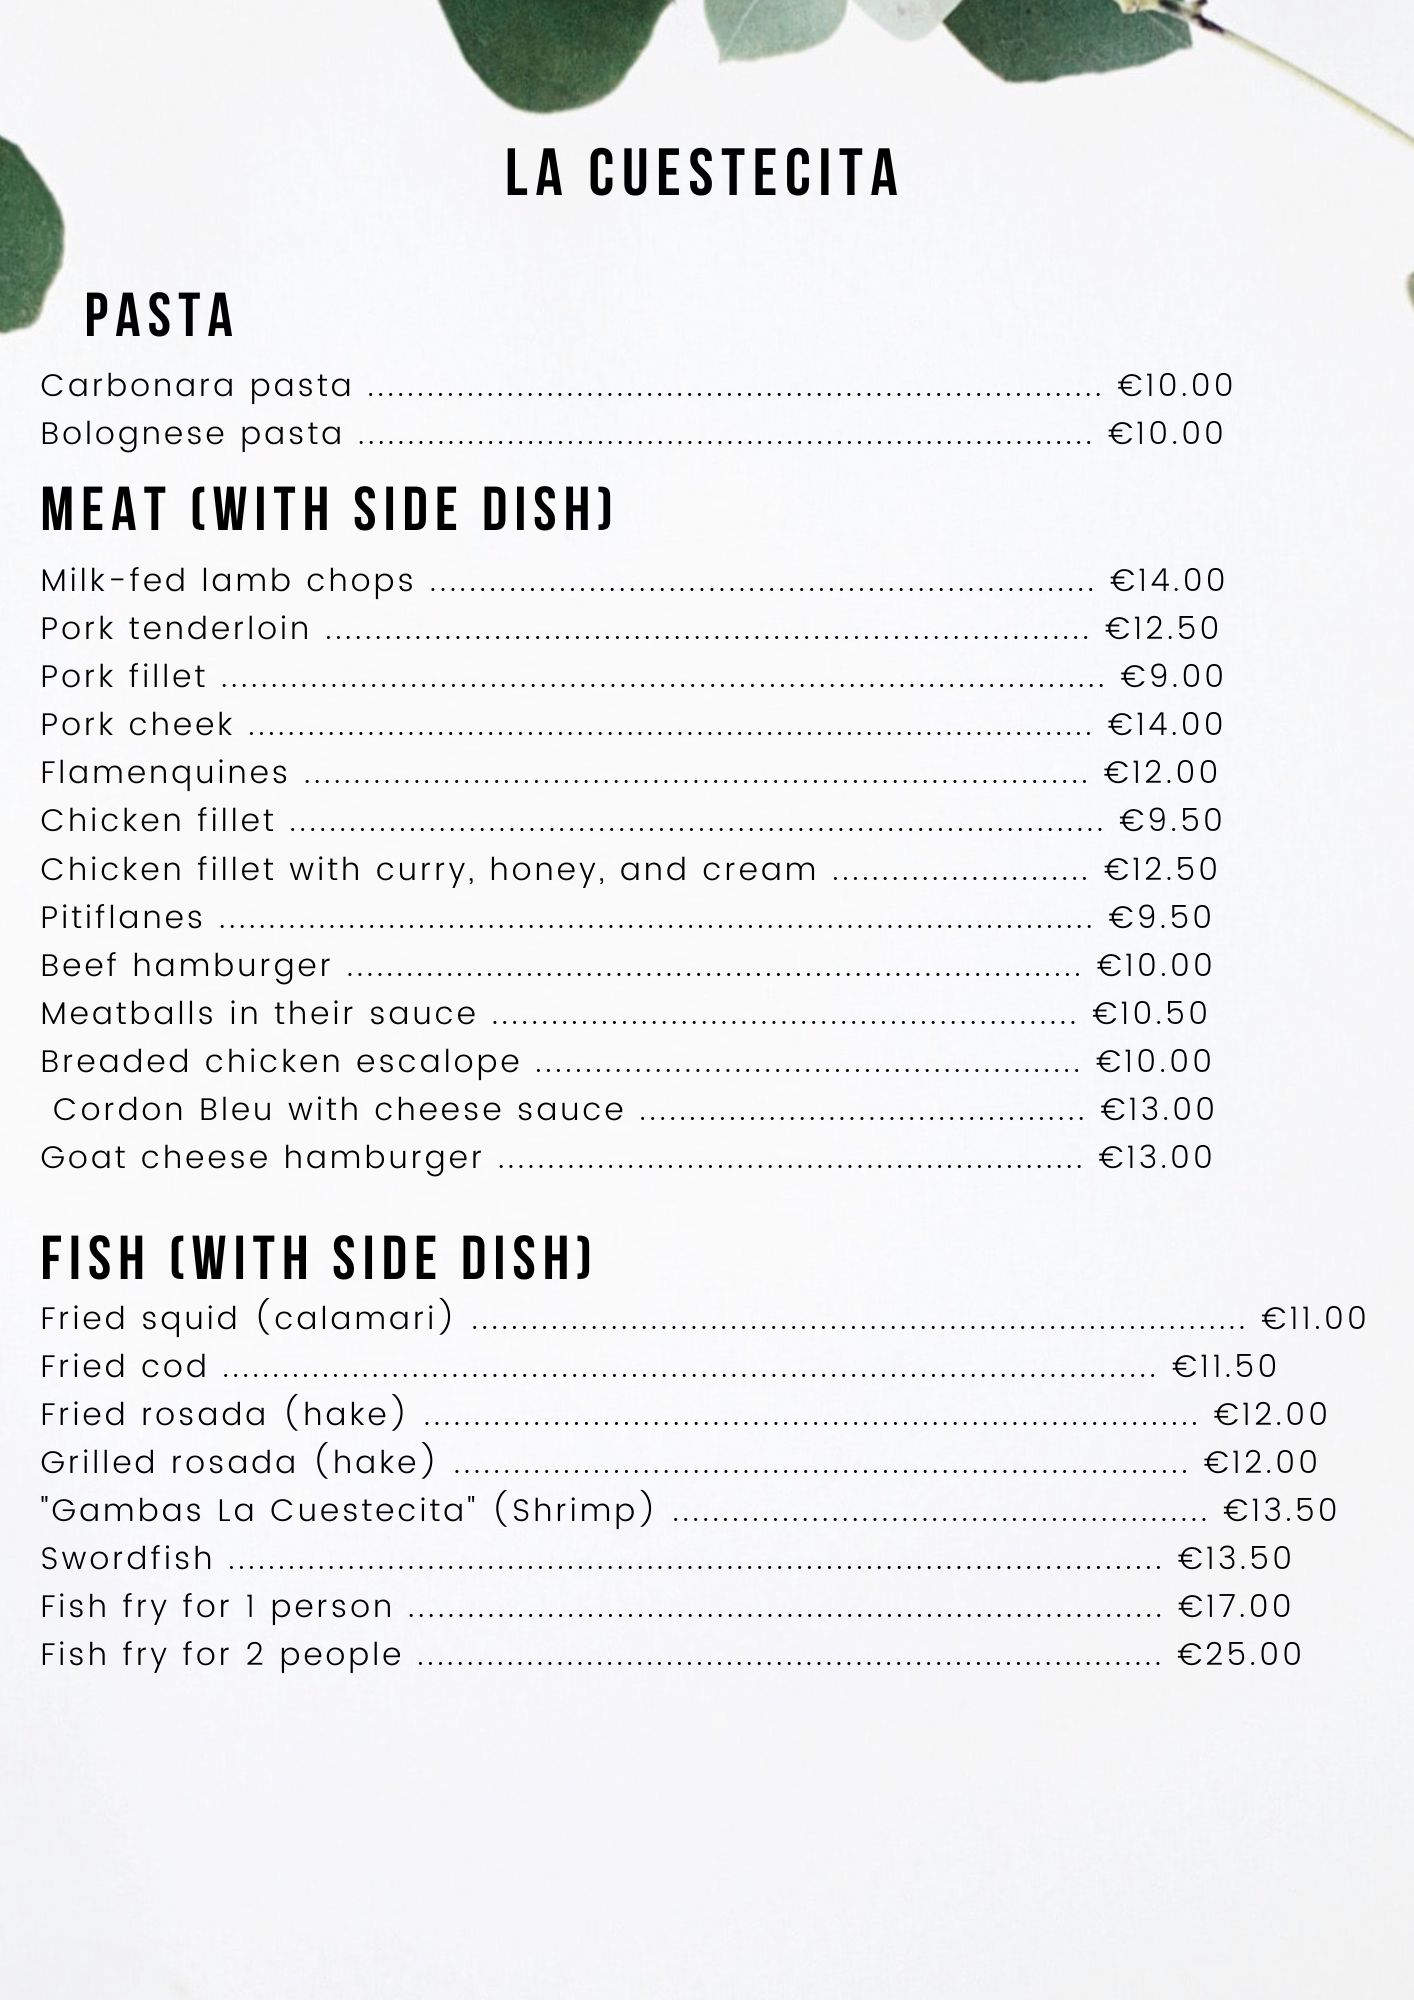 LA CUESTECITA
PASTA
Carbonara pasta .......................................................................... €10.00
Bolognese pasta .......................................................................... €10.00
MEAT (WITH SIDE DISH)
Milk-fed lamb chops ................................................................... €14.00
Pork tenderloin ............................................................................. €12.50
Pork fillet ......................................................................................... €9.00
Pork cheek ..................................................................................... €14.00
Flamenquines ............................................................................... €12.00
Chicken fillet .................................................................................. €9.50
Chicken fillet with curry, honey, and cream .......................... €12.50
Pitiflanes ........................................................................................ €9.50
Beef hamburger .......................................................................... €10.00
Meatballs in their sauce ........................................................... €10.50
Breaded chicken escalope ....................................................... €10.00
Cordon Bleu with cheese sauce ............................................. €13.00
Goat cheese hamburger ........................................................... €13.00
FISH (WITH SIDE DISH)
Fried squid (calamari) .............................................................................. €11.00
Fried cod .............................................................................................. €11.50
Fried rosada (hake) .............................................................................. €12.00
Grilled rosada (hake) .......................................................................... €12.00
"Gambas La Cuestecita" (Shrimp) ...................................................... €13.50
Swordfish .............................................................................................. €13.50
Fish fry for 1 person ............................................................................ €17.00
Fish fry for 2 people ........................................................................... €25.00